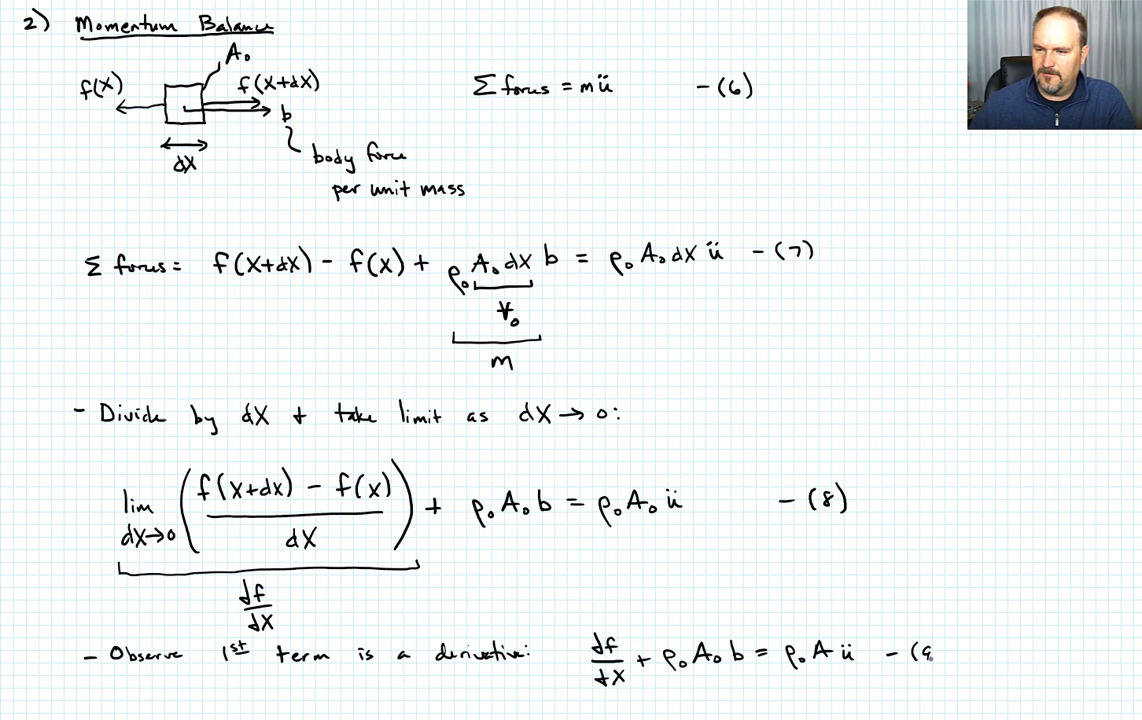 2) Momentum Balance
A₀
f(X) f(X+dX)
b
dX
body force
per unit mass
Σ forces = mü - (6)
Σ forces = f(X+dX) - f(X) + ρ₀ A₀ dX b = ρ₀ A₀ dX ü - (7)
V₀
m
- Divide by dX + take limit as dX → 0:
lim dX→0 ( f(X+dX) - f(X) / dX ) + ρ₀ A₀ b = ρ₀ A₀ ü - (8)
df/dX
- Observe 1st term is a derivative: df/dX + ρ₀ A₀ b = ρ₀ A ü - (9